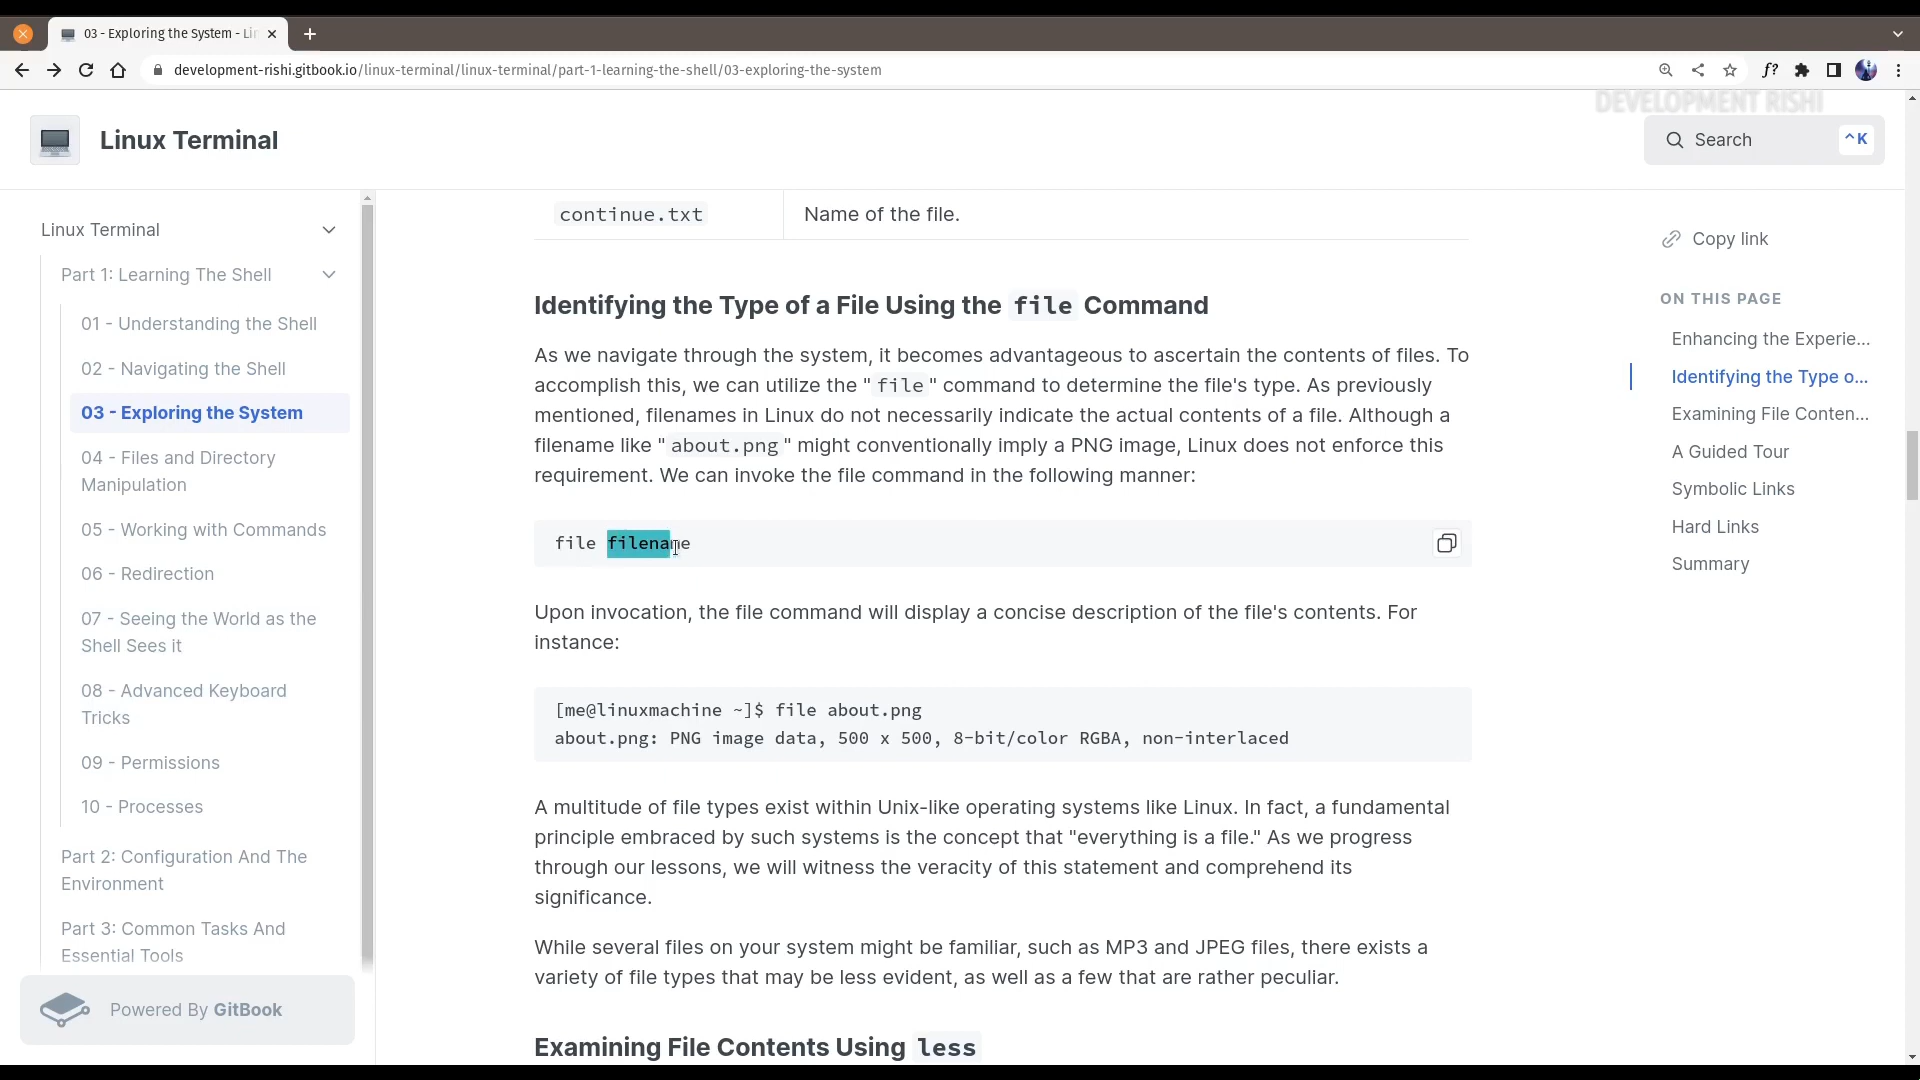 03 - Exploring the System - Lin
development-rishi.gitbook.io/linux-terminal/linux-terminal/part-1-learning-the-shell/03-exploring-the-system
f?
DEVELOPMENT RISHI
Linux Terminal
Search
^K
Linux Terminal
Part 1: Learning The Shell
01 - Understanding the Shell
02 - Navigating the Shell
03 - Exploring the System
04 - Files and Directory
Manipulation
05 - Working with Commands
06 - Redirection
07 - Seeing the World as the
Shell Sees it
08 - Advanced Keyboard
Tricks
09 - Permissions
10 - Processes
Part 2: Configuration And The
Environment
Part 3: Common Tasks And
Essential Tools
Powered By GitBook
continue.txt Name of the file.
Identifying the Type of a File Using the file Command
As we navigate through the system, it becomes advantageous to ascertain the contents of files. To
accomplish this, we can utilize the "file" command to determine the file's type. As previously
mentioned, filenames in Linux do not necessarily indicate the actual contents of a file. Although a
filename like "about.png" might conventionally imply a PNG image, Linux does not enforce this
requirement. We can invoke the file command in the following manner:
file filename
Upon invocation, the file command will display a concise description of the file's contents. For
instance:
[me@linuxmachine ~]$ file about.png
about.png: PNG image data, 500 x 500, 8-bit/color RGBA, non-interlaced
A multitude of file types exist within Unix-like operating systems like Linux. In fact, a fundamental
principle embraced by such systems is the concept that "everything is a file." As we progress
through our lessons, we will witness the veracity of this statement and comprehend its
significance.
While several files on your system might be familiar, such as MP3 and JPEG files, there exists a
variety of file types that may be less evident, as well as a few that are rather peculiar.
Examining File Contents Using less
Copy link
ON THIS PAGE
Enhancing the Experie...
Identifying the Type o...
Examining File Conten...
A Guided Tour
Symbolic Links
Hard Links
Summary